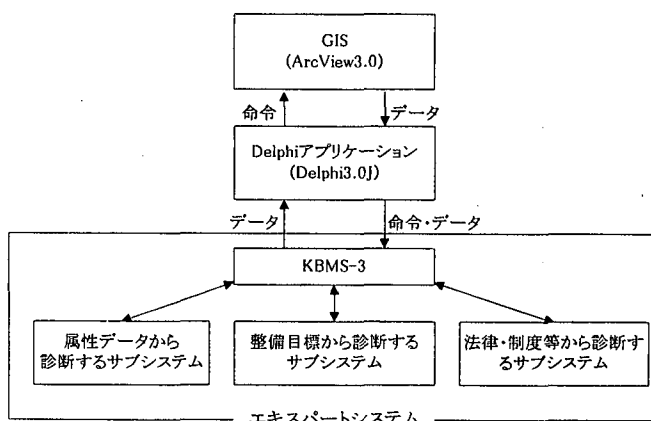 GIS
(ArcView3.0)
命令
データ
Delphiアプリケーション
(Delphi3.0J)
データ
命令・データ
KBMS-3
属性データから
診断するサブシステム
整備目標から診断する
サブシステム
法律・制度等から診断す
るサブシステム
エキスパートシステム